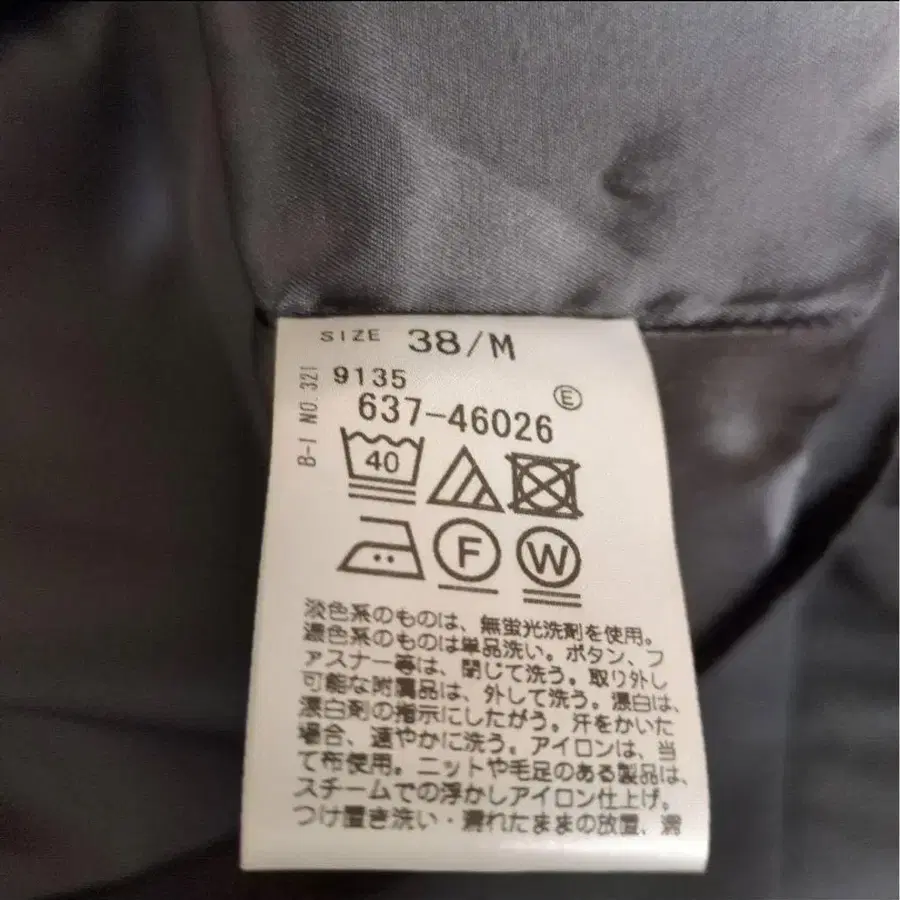 SIZE 38/M
B-1 NO.321
9135
Ⓔ
637-46026
40
F
W
淡色系のものは、無蛍光洗剤を使用。
濃色系のものは単品洗い。ボタン、フ
ァスナー等は、閉じて洗う。取り外し
可能な附属品は、外して洗う。漂白は、
漂白剤の指示にしたがう。汗をかいた
場合、速やかに洗う。アイロンは、当
て布使用。ニットや毛足のある製品は、
スチームでの浮かしアイロン仕上げ。
つけ置き洗い・濡れたままの放置、濡